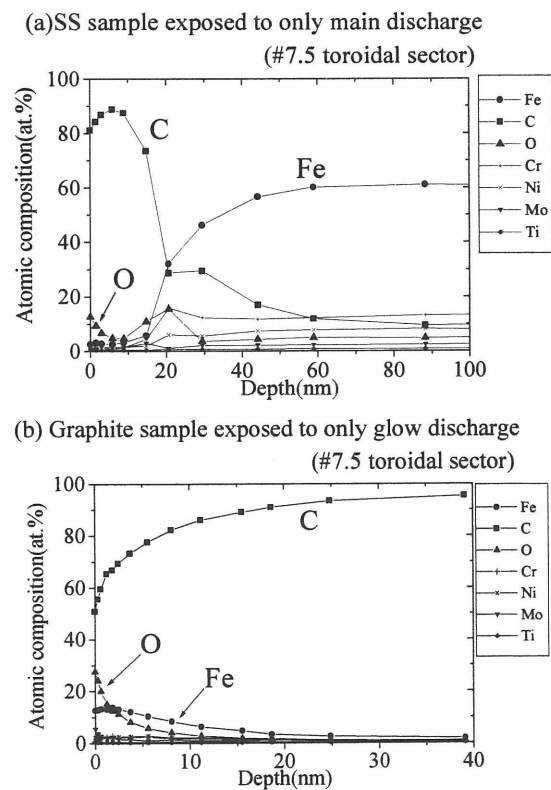 (a)SS sample exposed to only main discharge
(#7.5 toroidal sector)
100
80
60
40
20
0
Atomic composition(at.%)
C
Fe
O
0 20 40 60 80 100
Depth(nm)
Fe
C
O
Cr
Ni
Mo
Ti
(b) Graphite sample exposed to only glow discharge
(#7.5 toroidal sector)
100
80
60
40
20
0
Atomic composition(at.%)
C
O
Fe
0 10 20 30 40
Depth(nm)
Fe
C
O
Cr
Ni
Mo
Ti